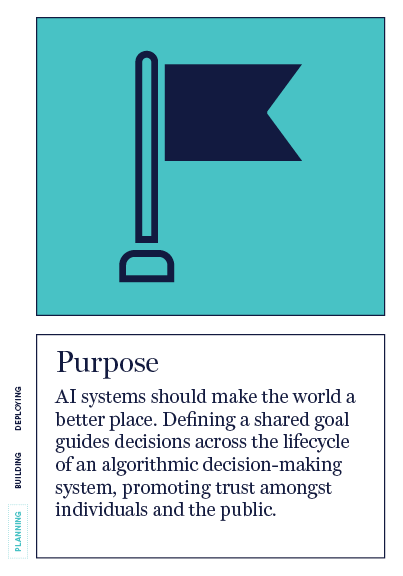 Purpose
AI systems should make the world a
better place. Defining a shared goal
guides decisions across the lifecycle
of an algorithmic decision-making
system, promoting trust amongst
individuals and the public.
DEPLOYING
BUILDING
PLANNING